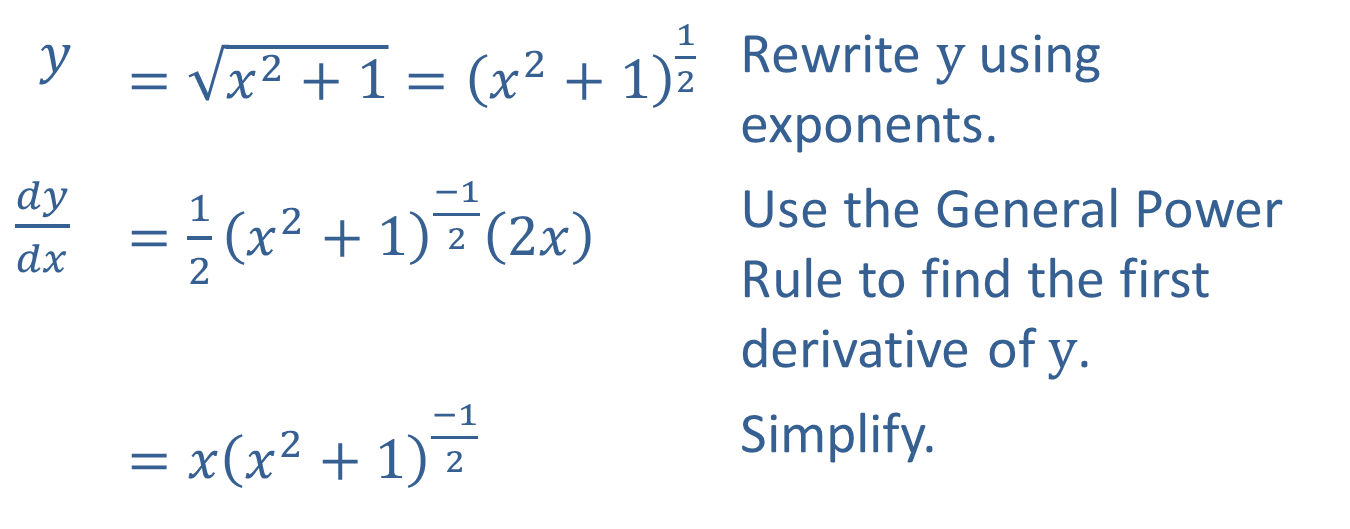 y = √(x² + 1) = (x² + 1)^(1/2) Rewrite y using
exponents.
dy/dx = 1/2 (x² + 1)^(-1/2) (2x) Use the General Power
Rule to find the first
derivative of y.
= x(x² + 1)^(-1/2) Simplify.